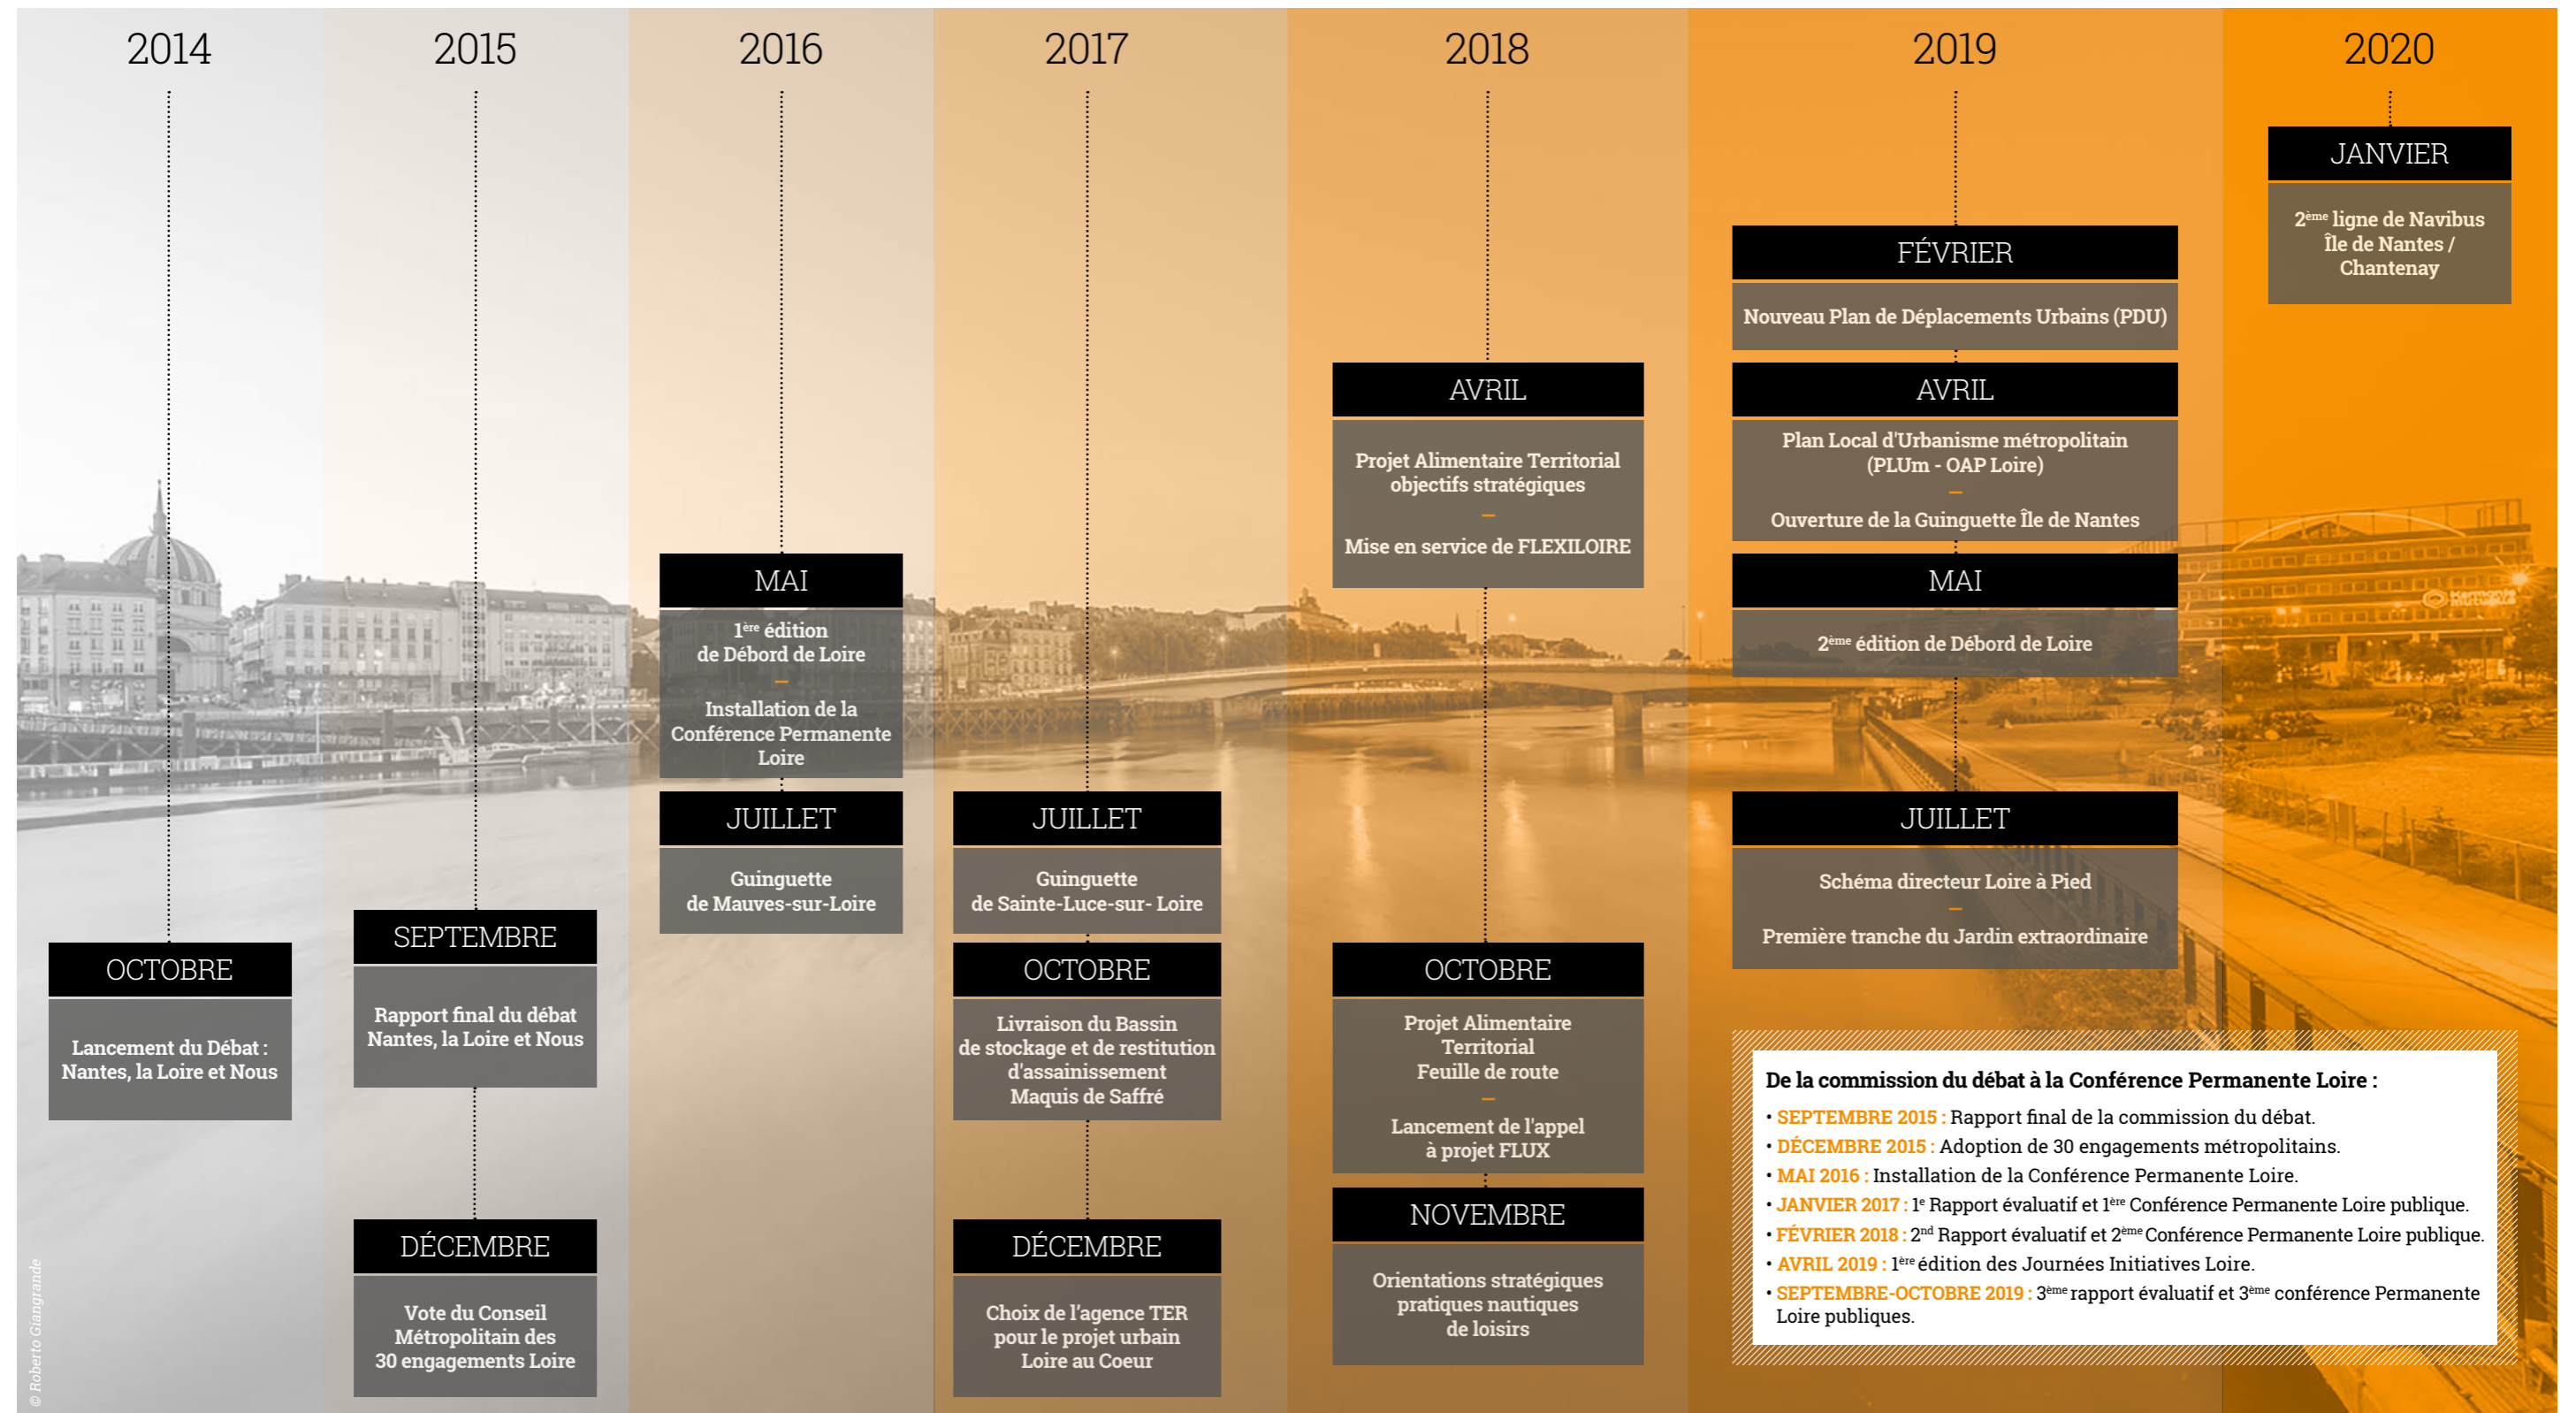 2014
OCTOBRE
Lancement du Débat :
Nantes, la Loire et Nous
2015
SEPTEMBRE
Rapport final du débat
Nantes, la Loire et Nous
DÉCEMBRE
Vote du Conseil
Métropolitain des
30 engagements Loire
2016
MAI
1ère édition
de Débord de Loire
–
Installation de la
Conférence Permanente
Loire
JUILLET
Guinguette
de Mauves-sur-Loire
2017
JUILLET
Guinguette
de Sainte-Luce-sur- Loire
OCTOBRE
Livraison du Bassin
de stockage et de restitution
d'assainissement
Maquis de Saffré
DÉCEMBRE
Choix de l'agence TER
pour le projet urbain
Loire au Coeur
2018
AVRIL
Projet Alimentaire Territorial
objectifs stratégiques
–
Mise en service de FLEXILOIRE
OCTOBRE
Projet Alimentaire
Territorial
Feuille de route
–
Lancement de l'appel
à projet FLUX
NOVEMBRE
Orientations stratégiques
pratiques nautiques
de loisirs
2019
FÉVRIER
Nouveau Plan de Déplacements Urbains (PDU)
AVRIL
Plan Local d'Urbanisme métropolitain
(PLUm - OAP Loire)
–
Ouverture de la Guinguette Île de Nantes
MAI
2ème édition de Débord de Loire
JUILLET
Schéma directeur Loire à Pied
–
Première tranche du Jardin extraordinaire
2020
JANVIER
2ème ligne de Navibus
Île de Nantes /
Chantenay
Harmonie
mutuelle
De la commission du débat à la Conférence Permanente Loire :
• SEPTEMBRE 2015 : Rapport final de la commission du débat.
• DÉCEMBRE 2015 : Adoption de 30 engagements métropolitains.
• MAI 2016 : Installation de la Conférence Permanente Loire.
• JANVIER 2017 : 1e Rapport évaluatif et 1ère Conférence Permanente Loire publique.
• FÉVRIER 2018 : 2nd Rapport évaluatif et 2ème Conférence Permanente Loire publique.
• AVRIL 2019 : 1ère édition des Journées Initiatives Loire.
• SEPTEMBRE-OCTOBRE 2019 : 3ème rapport évaluatif et 3ème conférence Permanente
Loire publiques.
© Roberto Giangrande